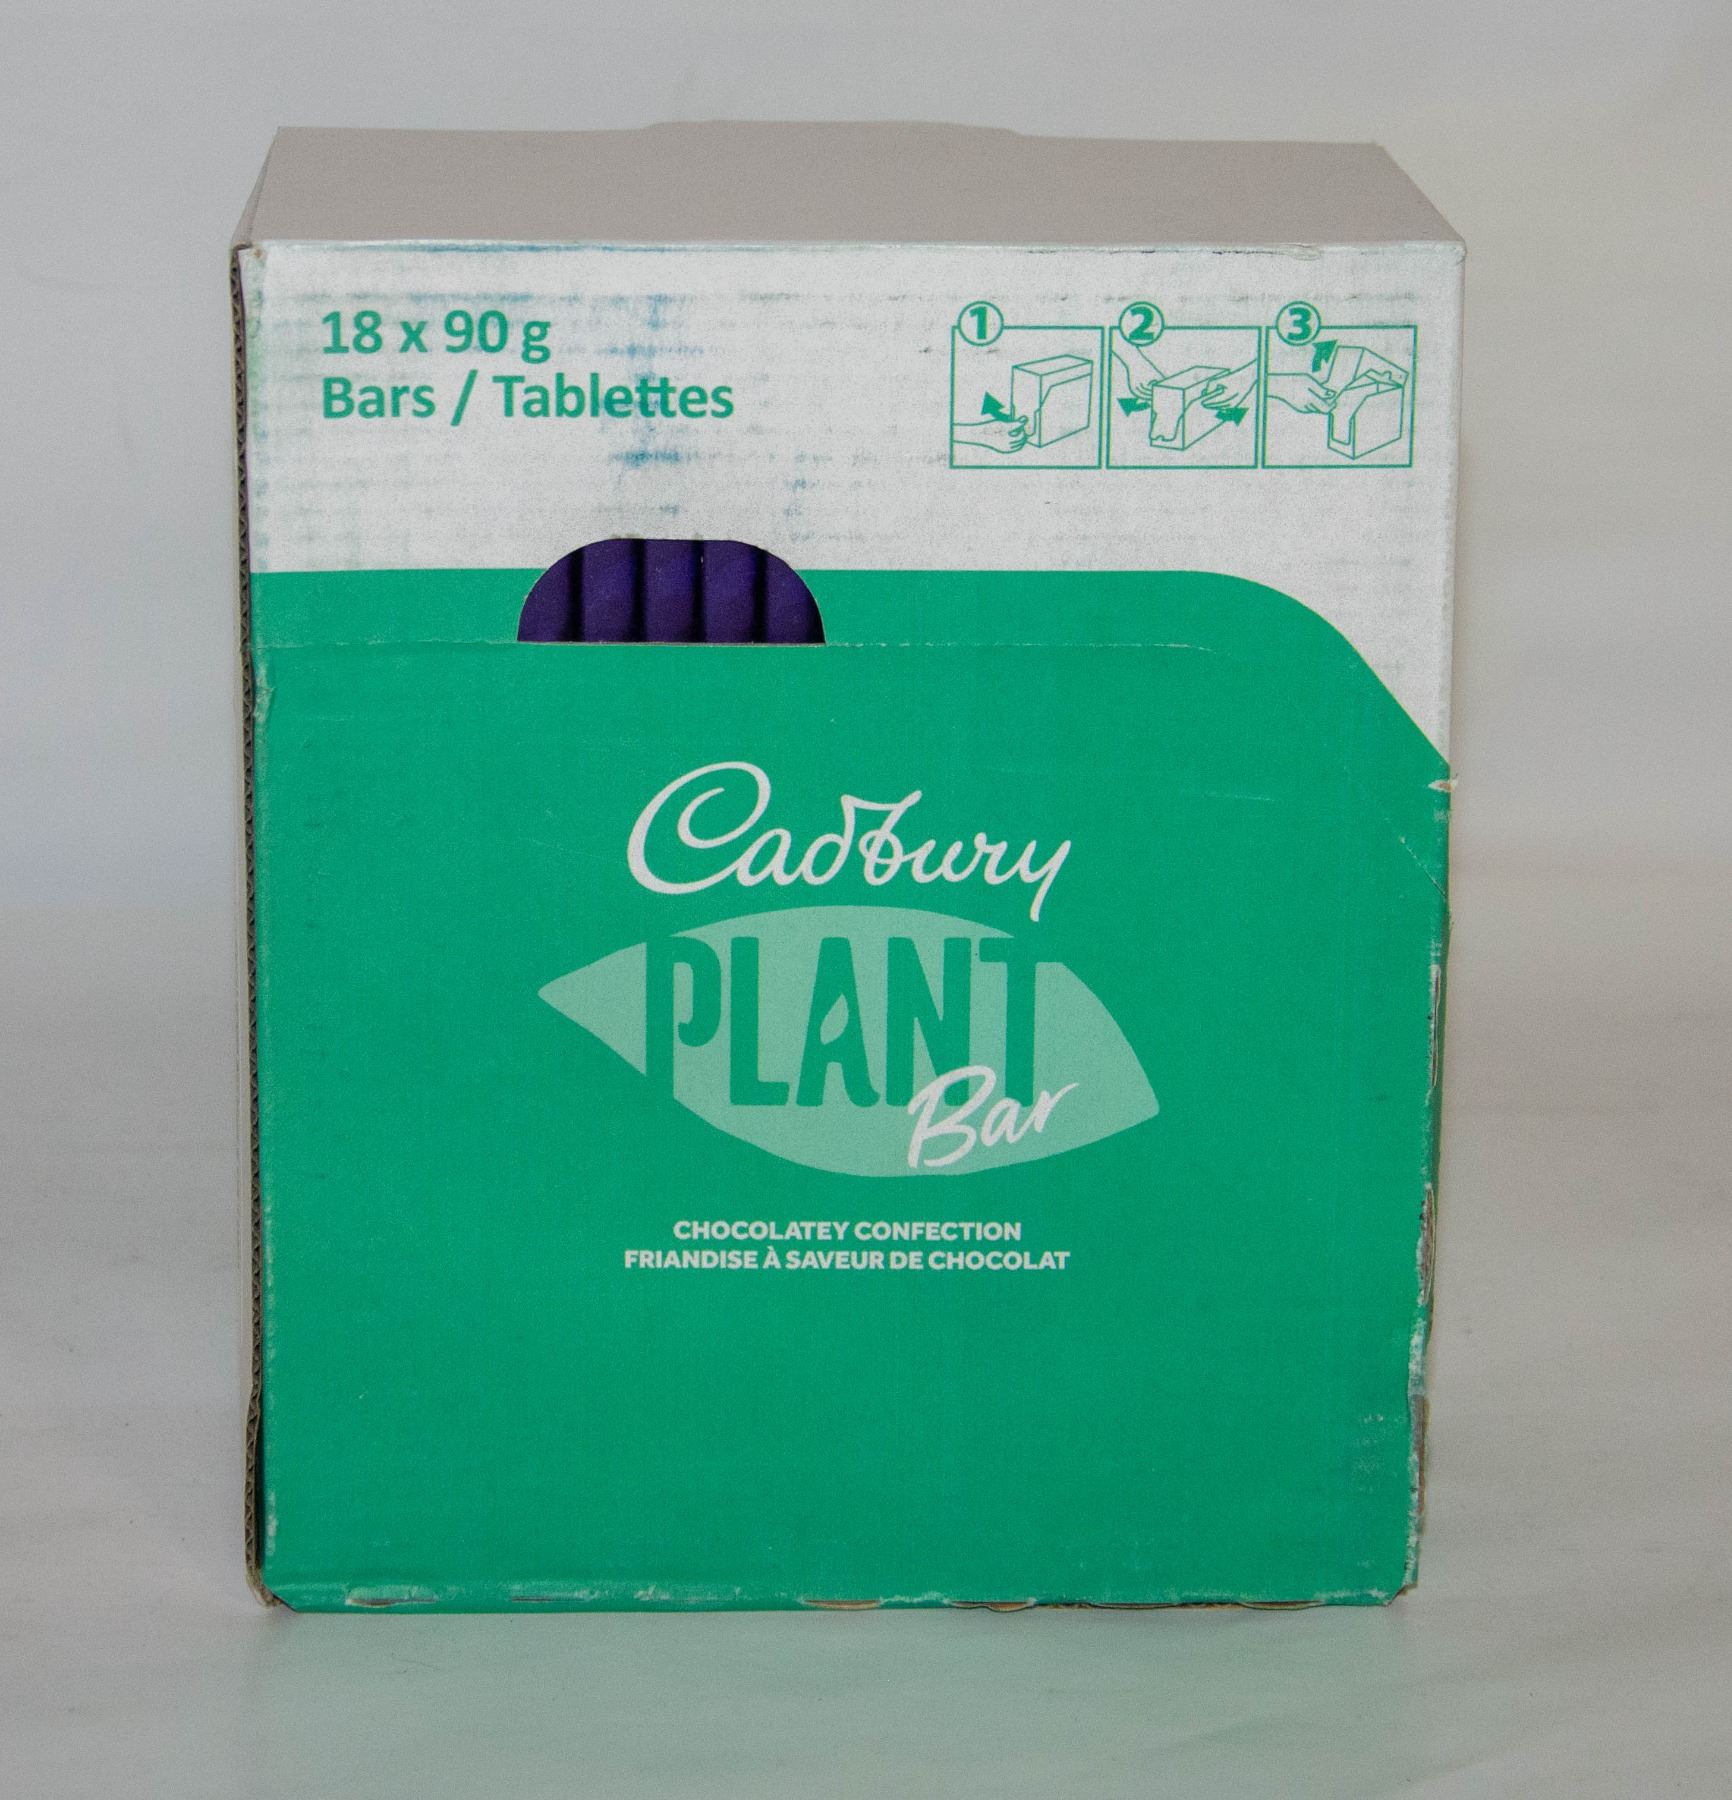 18 x 90 g
Bars / Tablettes
1 2 3
Cadbury
PLANT
Bar
CHOCOLATEY CONFECTION
FRIANDISE À SAVEUR DE CHOCOLAT